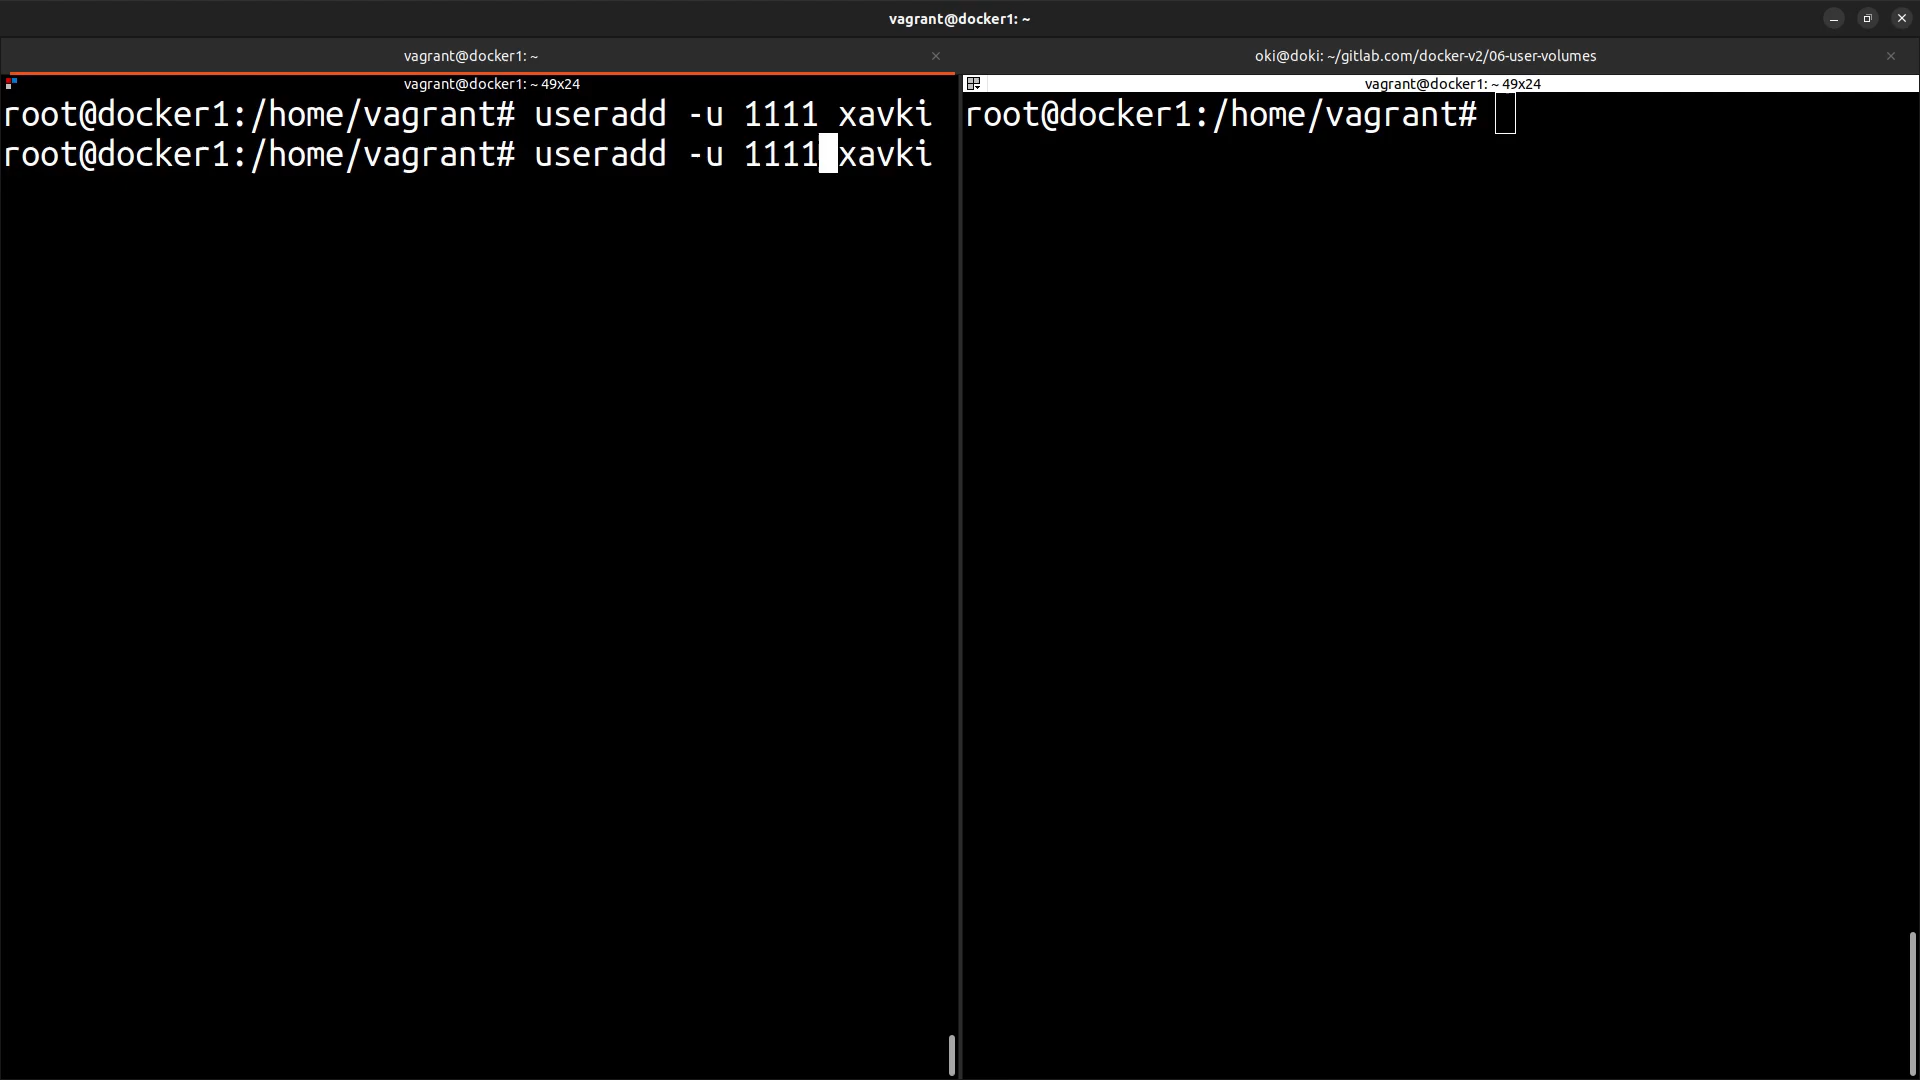 vagrant@docker1: ~
vagrant@docker1: ~
oki@doki: ~/gitlab.com/docker-v2/06-user-volumes
vagrant@docker1: ~ 49x24
root@docker1:/home/vagrant# useradd -u 1111 xavki
root@docker1:/home/vagrant# useradd -u 1111 xavki
vagrant@docker1: ~ 49x24
root@docker1:/home/vagrant#